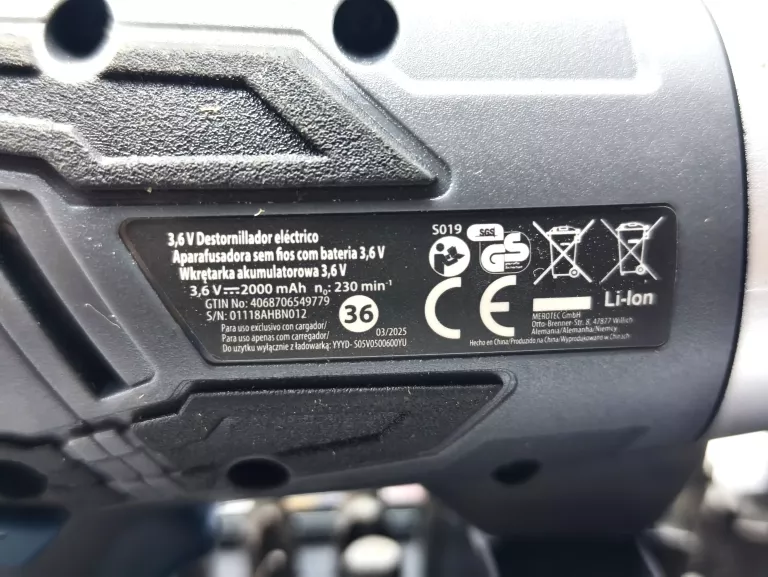 3,6 V Destornillador eléctrico
Aparafusadora sem fios com bateria 3,6 V
Wkrętarka akumulatorowa 3,6 V
3,6 V 2000 mAh n₀: 230 min⁻¹
GTIN No: 4068706549779
S/N: 01118AHBN012
36
03/2025
Para uso exclusivo con cargador/
Para uso apenas com carregador/
Do użytku wyłącznie z ładowarką: YYYD- S05V0500600YU
S019
SGS
GS
CE
Li-Ion
MEROTEC GmbH
Otto-Brenner-Str. 8, 47877 Willich
Alemania/Alemanha/Niemcy
Hecho en China/Produzido na China/Wyprodukowano w Chinach